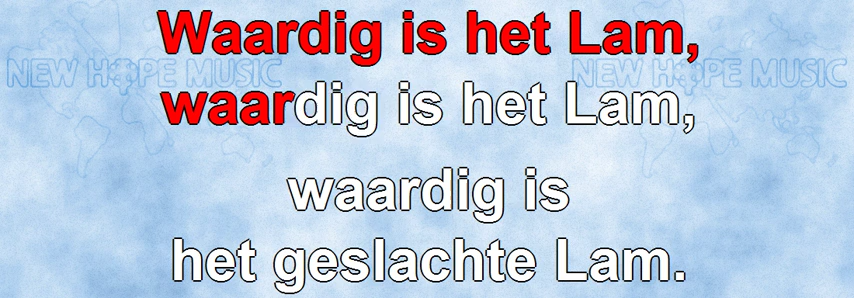 Waardig is het Lam,
NEW HOPE MUSIC NEW HOPE MUSIC
waardig is het Lam,
waardig is
het geslachte Lam.